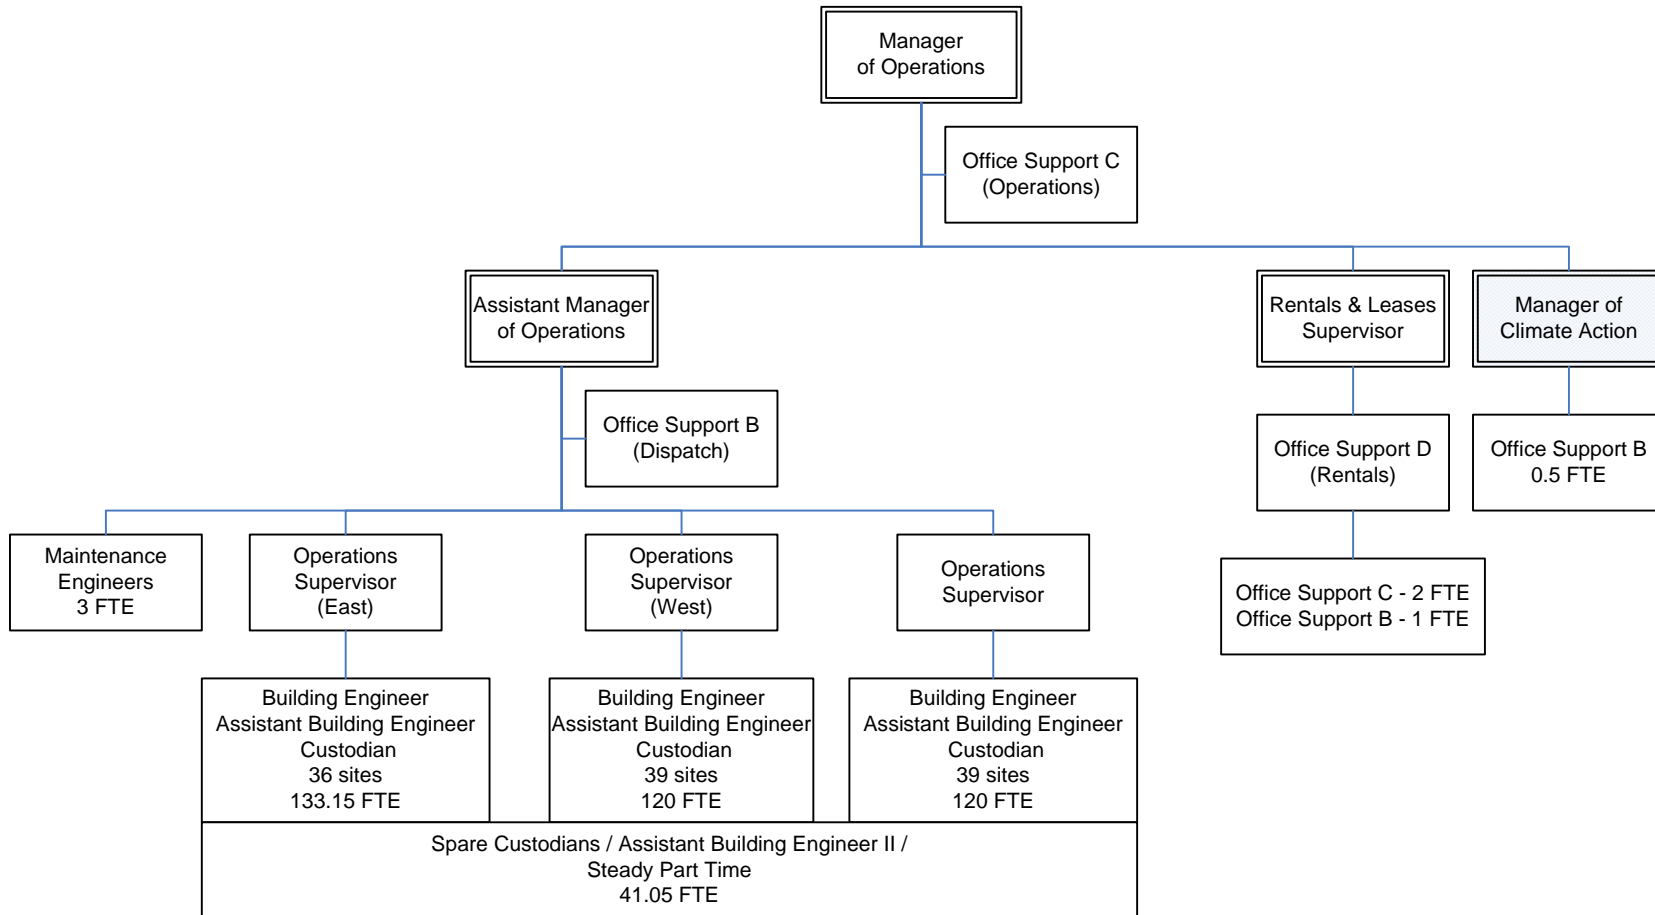 Manager
of Operations
Office Support C
(Operations)
Assistant Manager
of Operations
Rentals & Leases
Supervisor
Manager of
Climate Action
Office Support B
(Dispatch)
Office Support D
(Rentals)
Office Support B
0.5 FTE
Maintenance
Engineers
3 FTE
Operations
Supervisor
(East)
Operations
Supervisor
(West)
Operations
Supervisor
Office Support C - 2 FTE
Office Support B - 1 FTE
Building Engineer
Assistant Building Engineer
Custodian
36 sites
133.15 FTE
Building Engineer
Assistant Building Engineer
Custodian
39 sites
120 FTE
Building Engineer
Assistant Building Engineer
Custodian
39 sites
120 FTE
Spare Custodians / Assistant Building Engineer II /
Steady Part Time
41.05 FTE